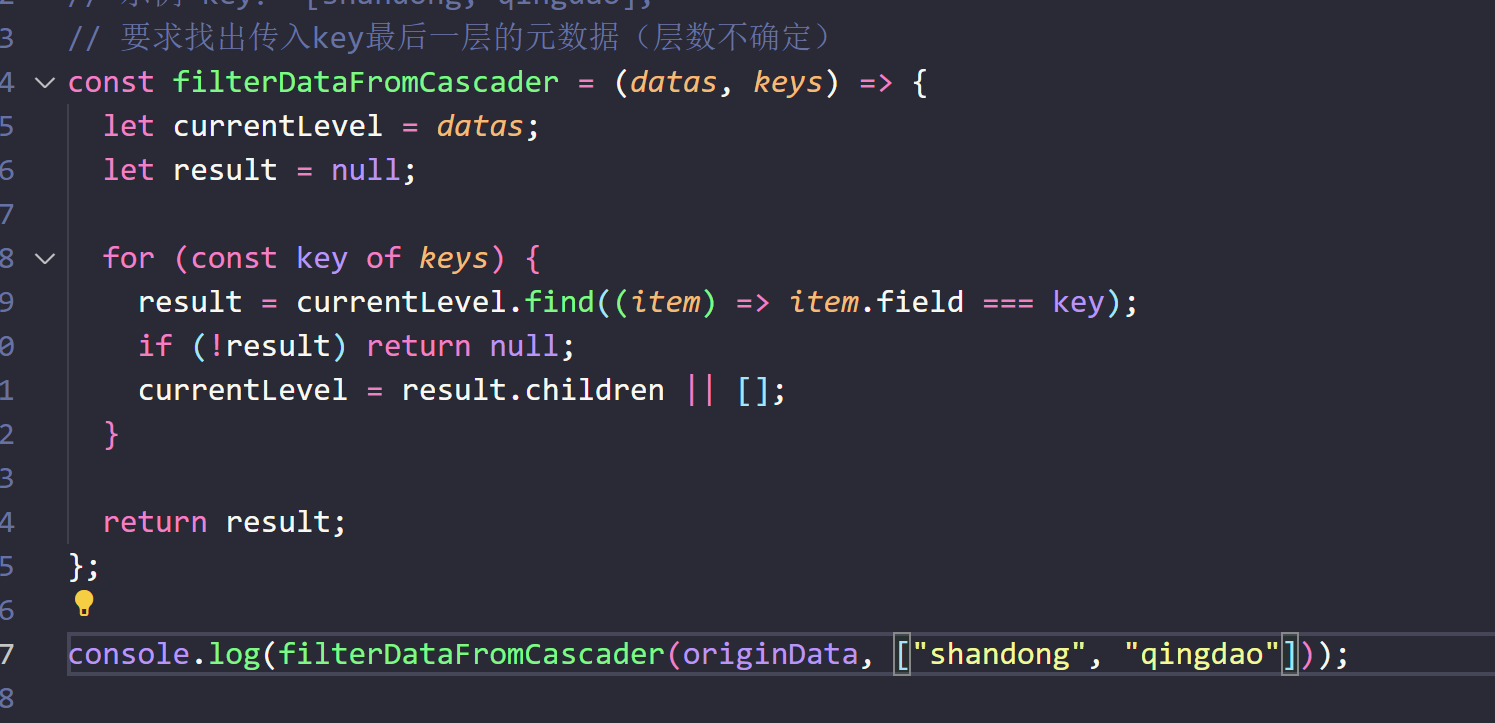 3 // 要求找出传入key最后一层的元数据（层数不确定）
4 const filterDataFromCascader = (datas, keys) => {
5   let currentLevel = datas;
6   let result = null;
7
8   for (const key of keys) {
9     result = currentLevel.find((item) => item.field === key);
0     if (!result) return null;
1     currentLevel = result.children || [];
2   }
3
4   return result;
5 };
6
7 console.log(filterDataFromCascader(originData, ["shandong", "qingdao"]));
8